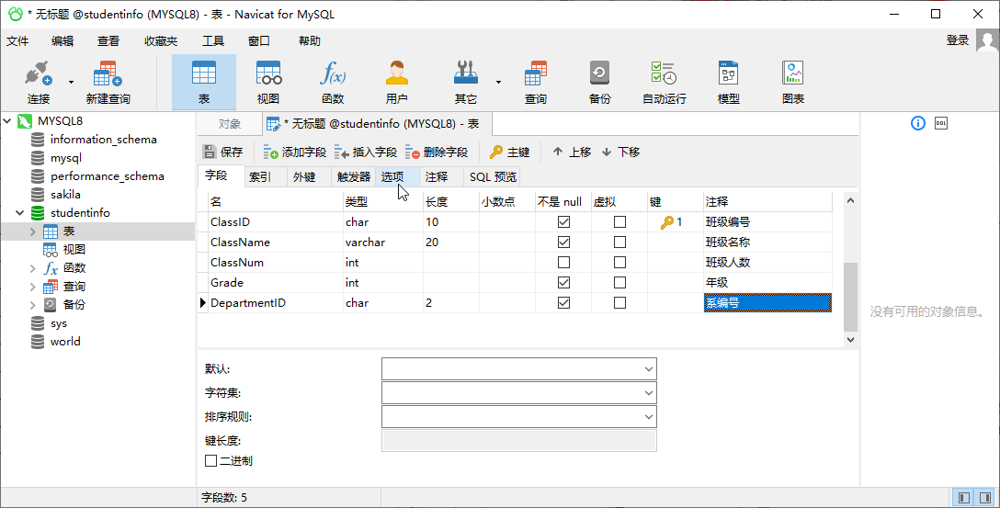 * 无标题 @studentinfo (MYSQL8) - 表 - Navicat for MySQL
文件 编辑 查看 收藏夹 工具 窗口 帮助 登录
连接 新建查询 表 视图 函数 用户 其它 查询 备份 自动运行 模型 图表
MYSQL8
information_schema
mysql
performance_schema
sakila
studentinfo
表
视图
函数
查询
备份
sys
world
对象 * 无标题 @studentinfo (MYSQL8) - 表
保存 添加字段 插入字段 删除字段 主键 上移 下移
字段 索引 外键 触发器 选项 注释 SQL 预览
名 类型 长度 小数点 不是 null 虚拟 键 注释
ClassID char 10 1 班级编号
ClassName varchar 20 班级名称
ClassNum int 班级人数
Grade int 年级
DepartmentID char 2 系编号
默认:
字符集:
排序规则:
键长度:
二进制
DDL
没有可用的对象信息。
字段数: 5